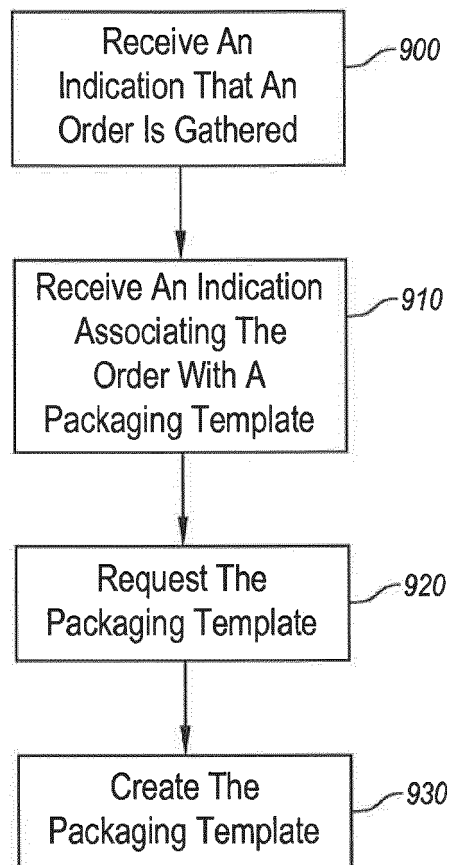 Receive An
Indication That An
Order Is Gathered
900
Receive An Indication
Associating The
Order With A
Packaging Template
910
Request The
Packaging Template
920
Create The
Packaging Template
930